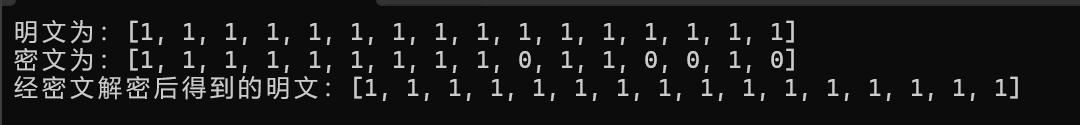 明文为：[1, 1, 1, 1, 1, 1, 1, 1, 1, 1, 1, 1, 1, 1, 1, 1]
密文为：[1, 1, 1, 1, 1, 1, 1, 1, 1, 0, 1, 1, 0, 0, 1, 0]
经密文解密后得到的明文：[1, 1, 1, 1, 1, 1, 1, 1, 1, 1, 1, 1, 1, 1, 1, 1]